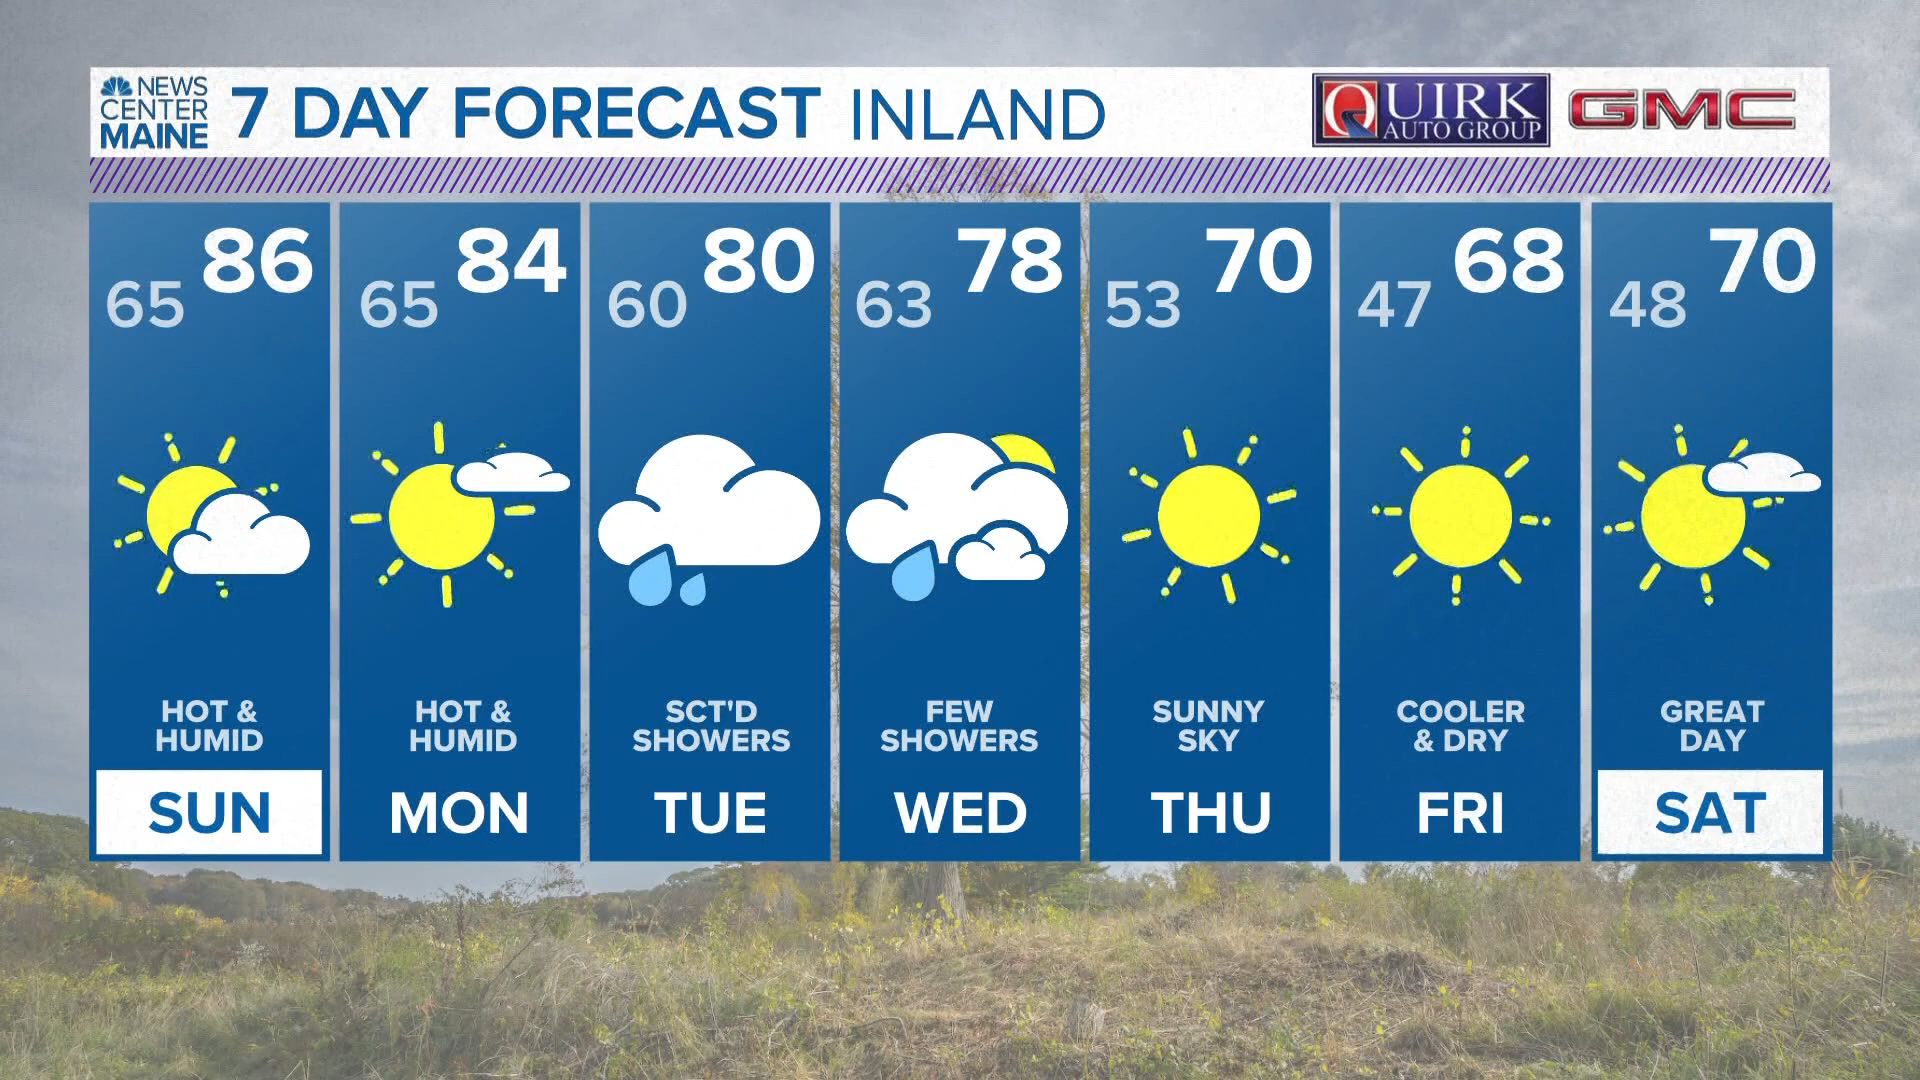 NEWS
CENTER
MAINE
7 DAY FORECAST INLAND
QUIRK
AUTO GROUP
GMC
65 86
HOT &
HUMID
SUN
65 84
HOT &
HUMID
MON
60 80
SCT'D
SHOWERS
TUE
63 78
FEW
SHOWERS
WED
53 70
SUNNY
SKY
THU
47 68
COOLER
& DRY
FRI
48 70
GREAT
DAY
SAT